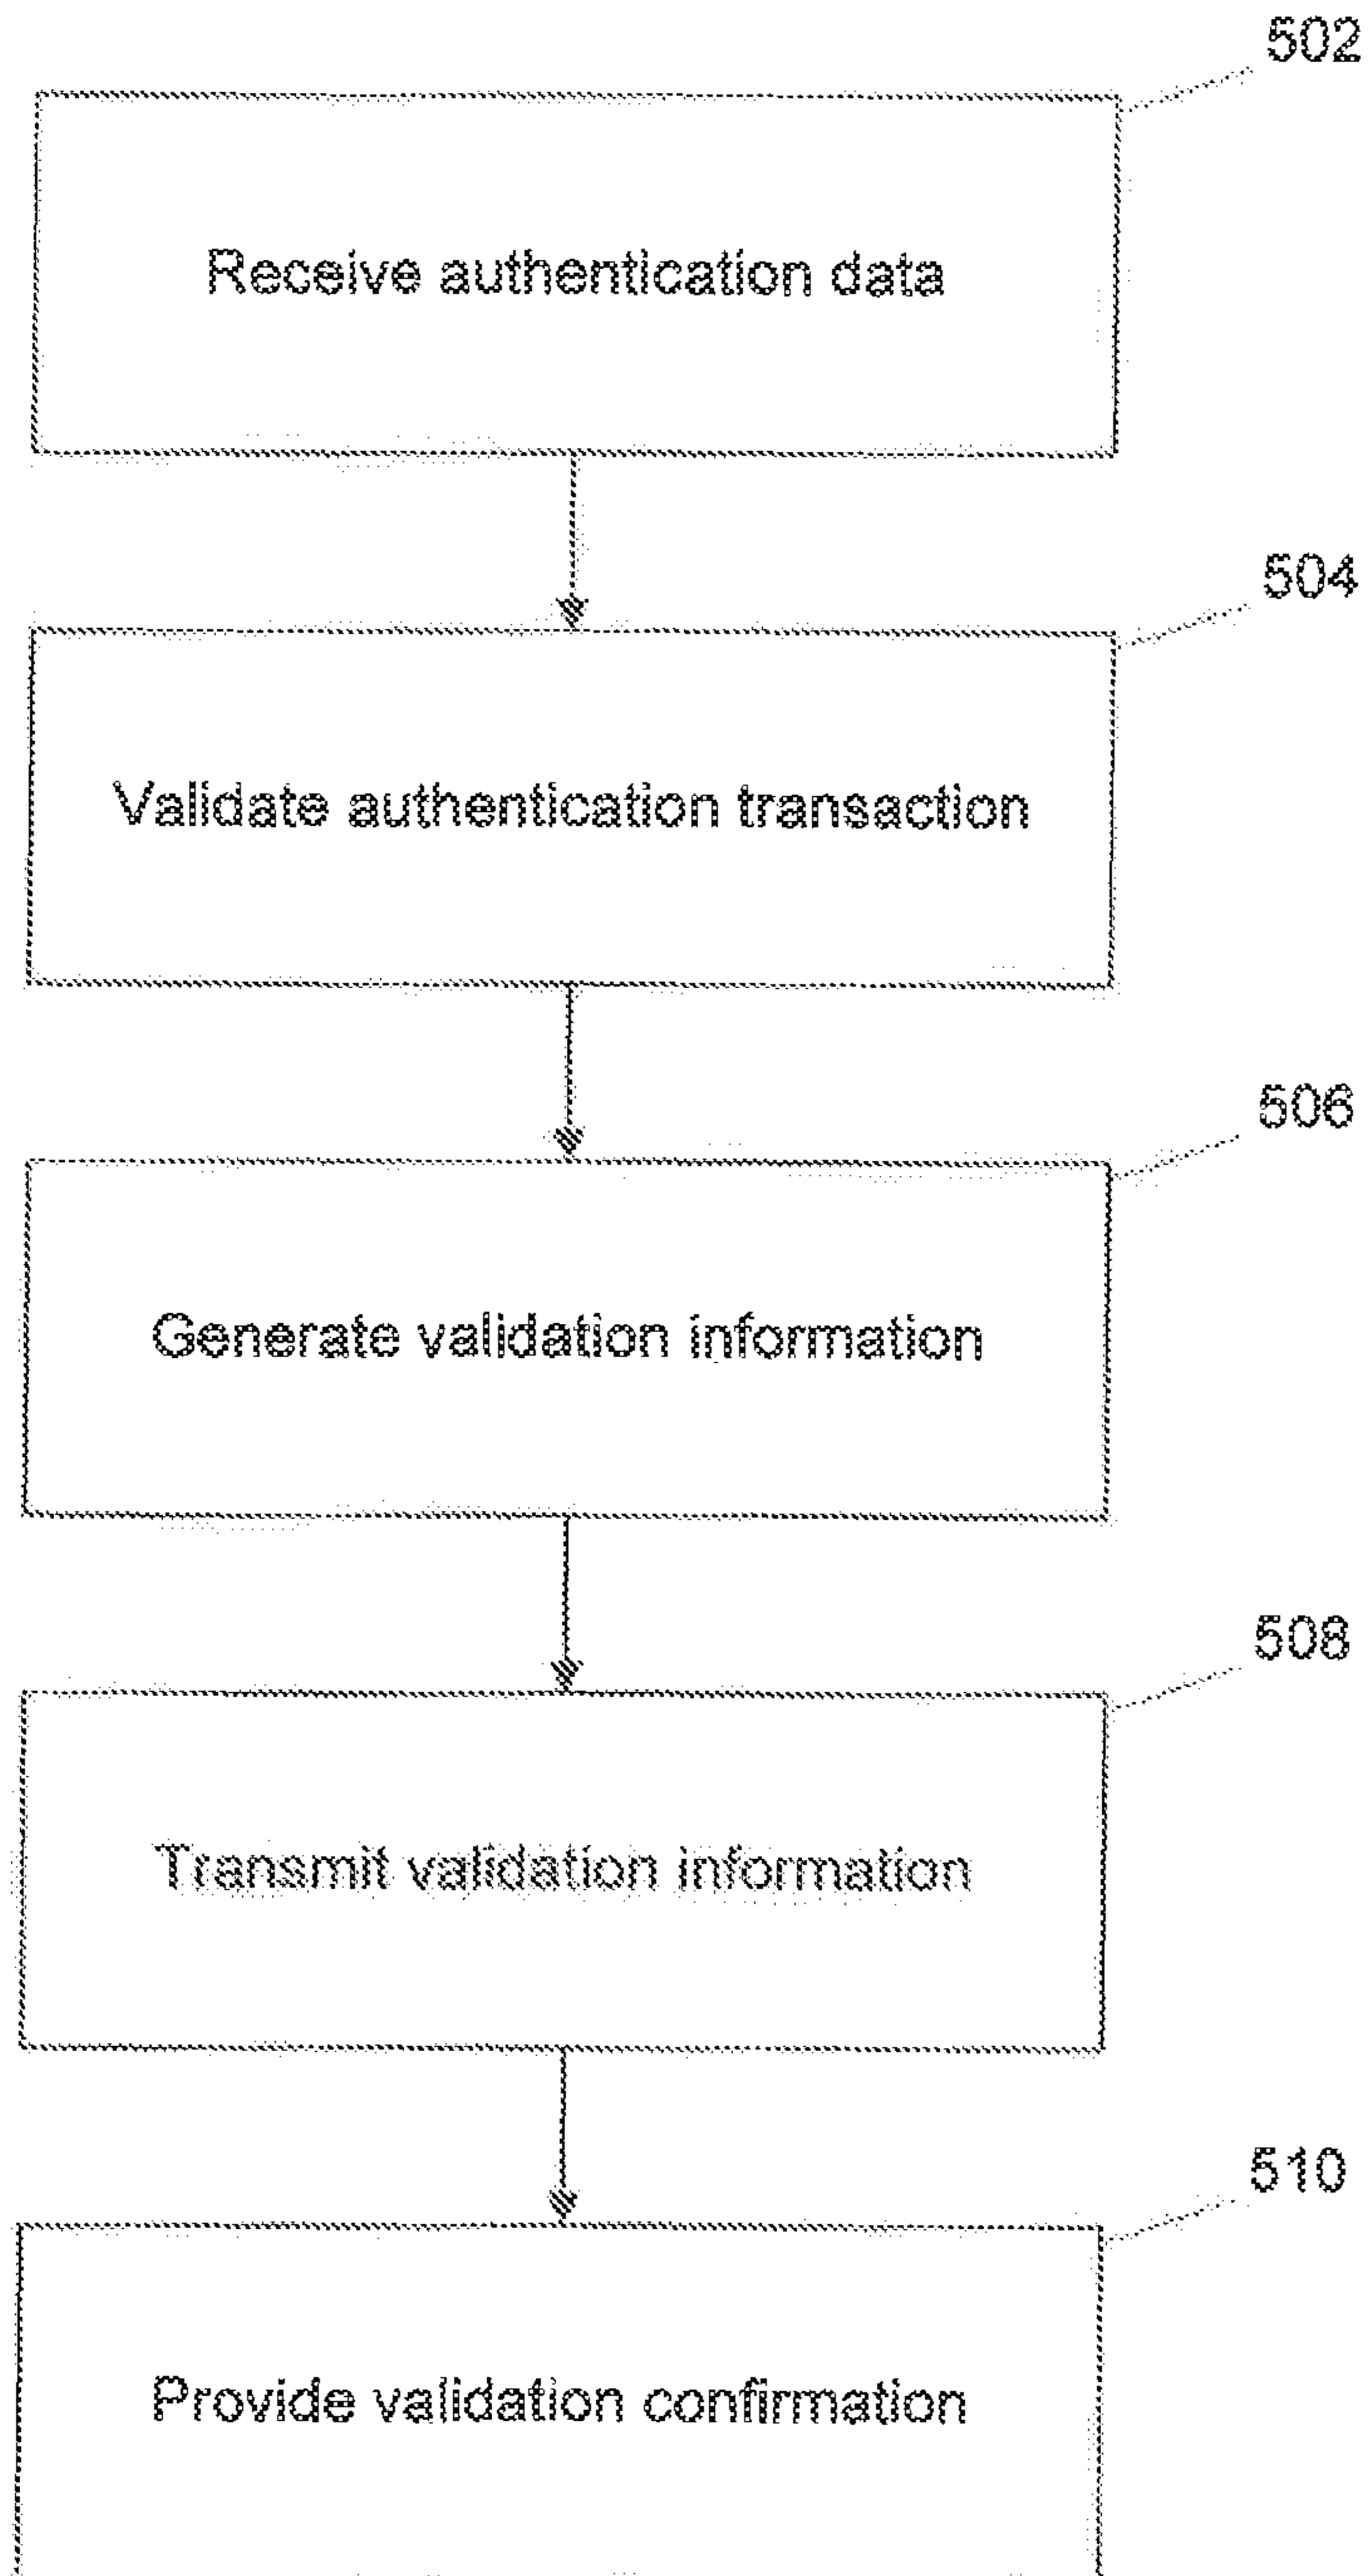 502
Receive authentication data
504
Validate authentication transaction
506
Generate validation information
508
Transmit validation information
510
Provide validation confirmation